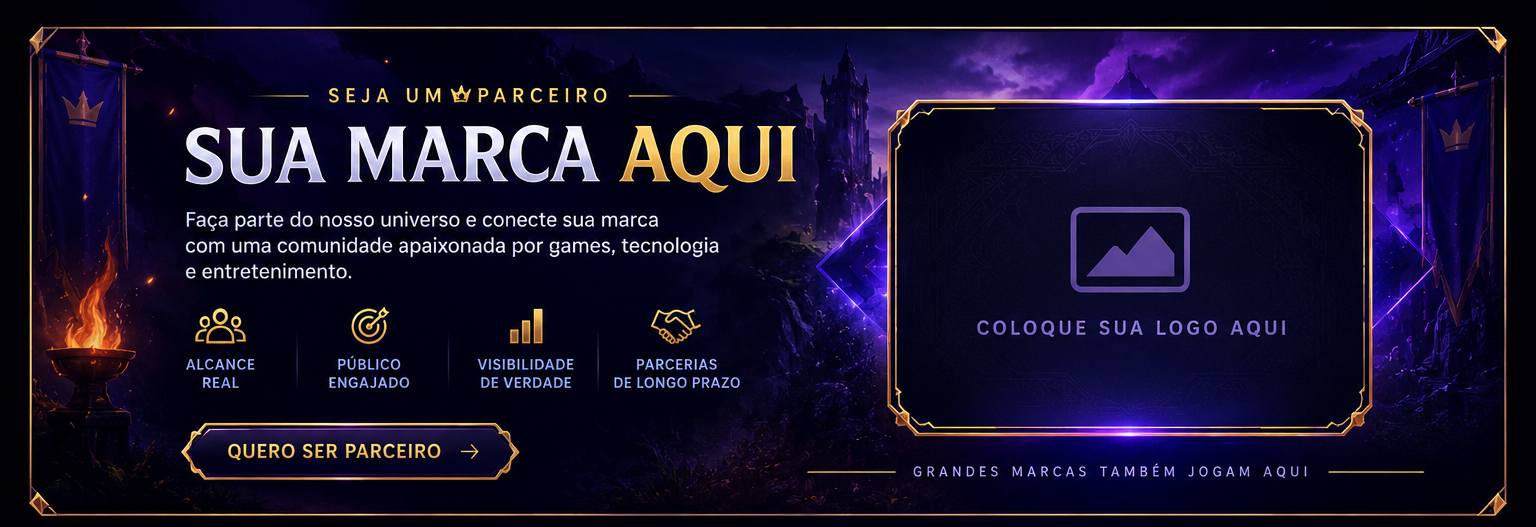 SEJA UM PARCEIRO
SUA MARCA AQUI
Faça parte do nosso universo e conecte sua marca
com uma comunidade apaixonada por games, tecnologia
e entretenimento.
ALCANCE
REAL
PÚBLICO
ENGAJADO
VISIBILIDADE
DE VERDADE
PARCERIAS
DE LONGO PRAZO
QUERO SER PARCEIRO →
COLOQUE SUA LOGO AQUI
GRANDES MARCAS TAMBÉM JOGAM AQUI